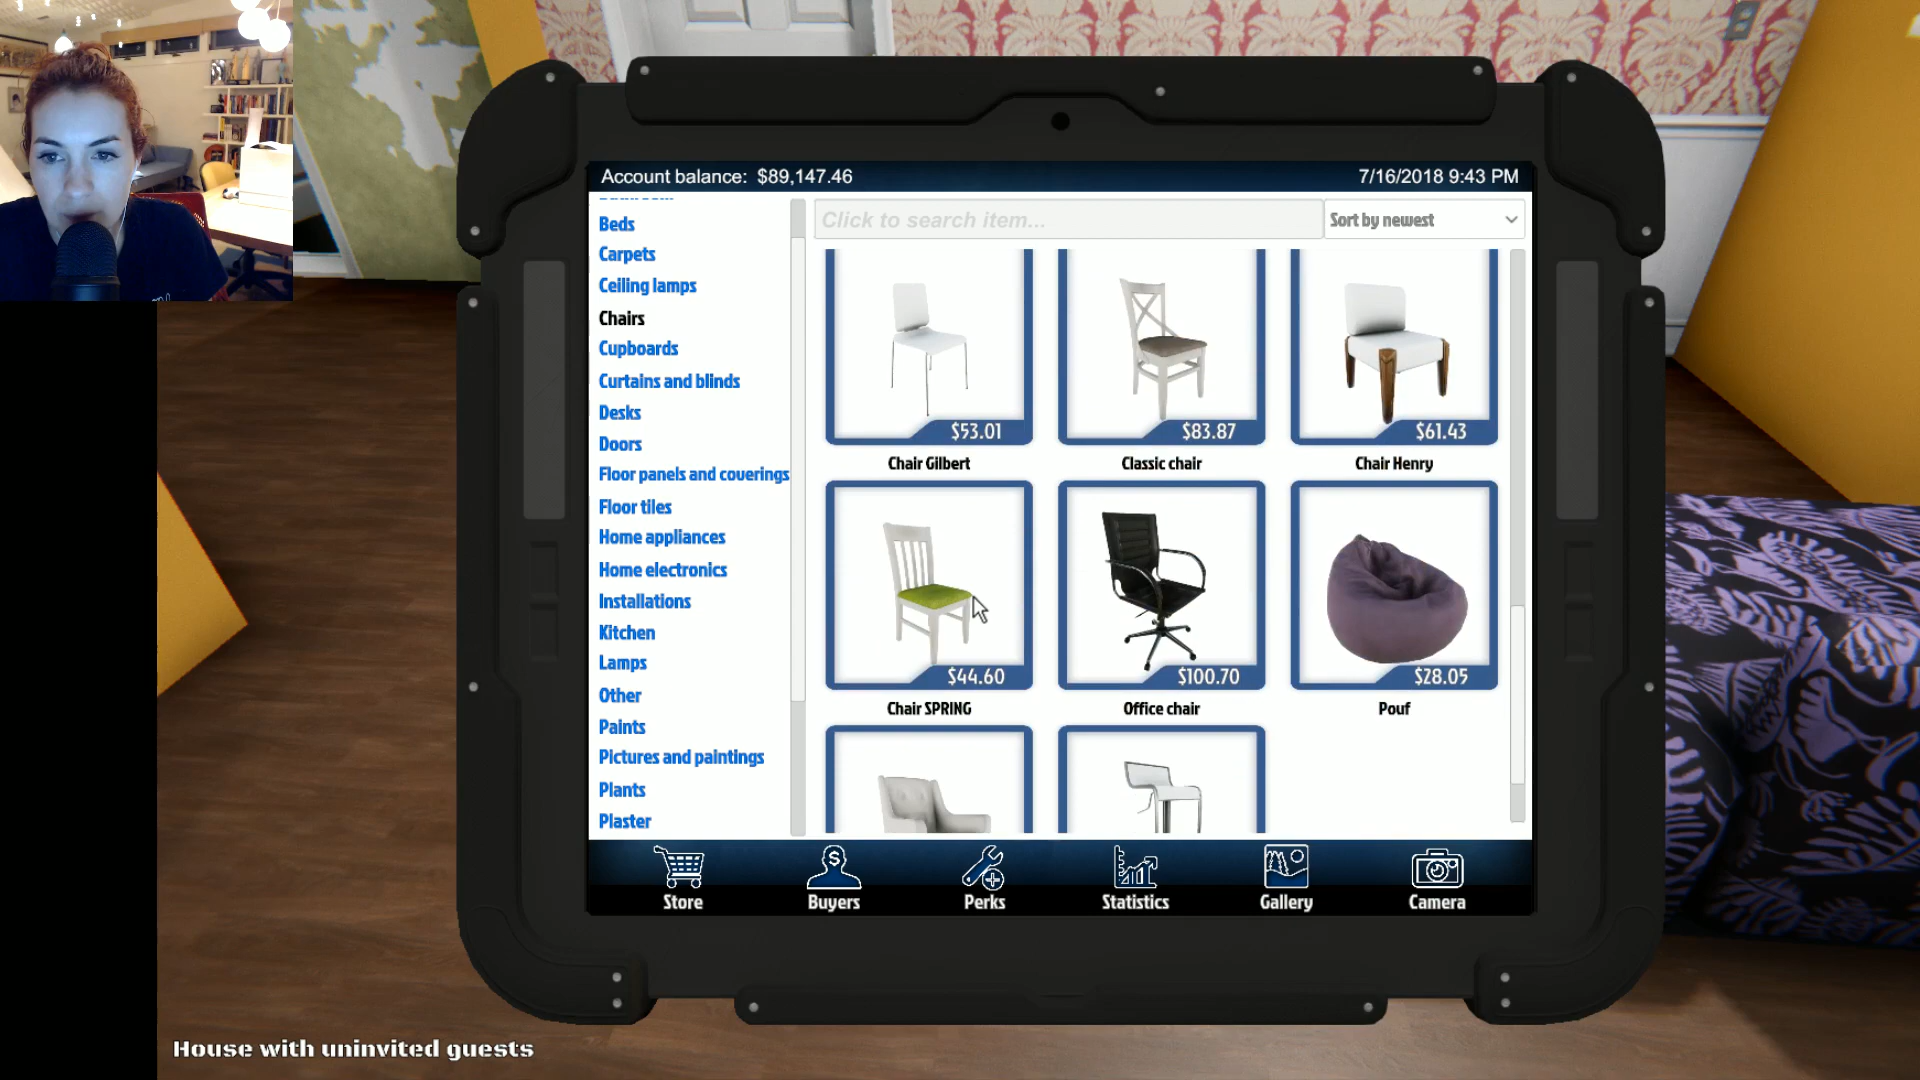 Account balance: $89,147.46
7/16/2018 9:43 PM
Beds
Carpets
Ceiling lamps
Chairs
Cupboards
Curtains and blinds
Desks
Doors
Floor panels and coverings
Floor tiles
Home appliances
Home electronics
Installations
Kitchen
Lamps
Other
Paints
Pictures and paintings
Plants
Plaster
Click to search item...
Sort by newest
$53.01
$83.87
$61.43
Chair Gilbert
Classic chair
Chair Henry
$44.60
$100.70
$28.05
Chair SPRING
Office chair
Pouf
Store
Buyers
Perks
Statistics
Gallery
Camera
House with uninvited guests